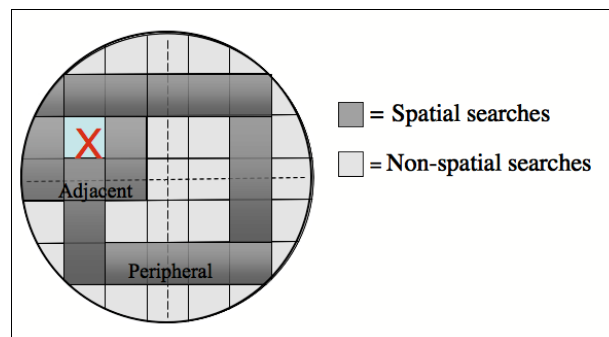 X
= Spatial searches
= Non-spatial searches
Adjacent
Peripheral